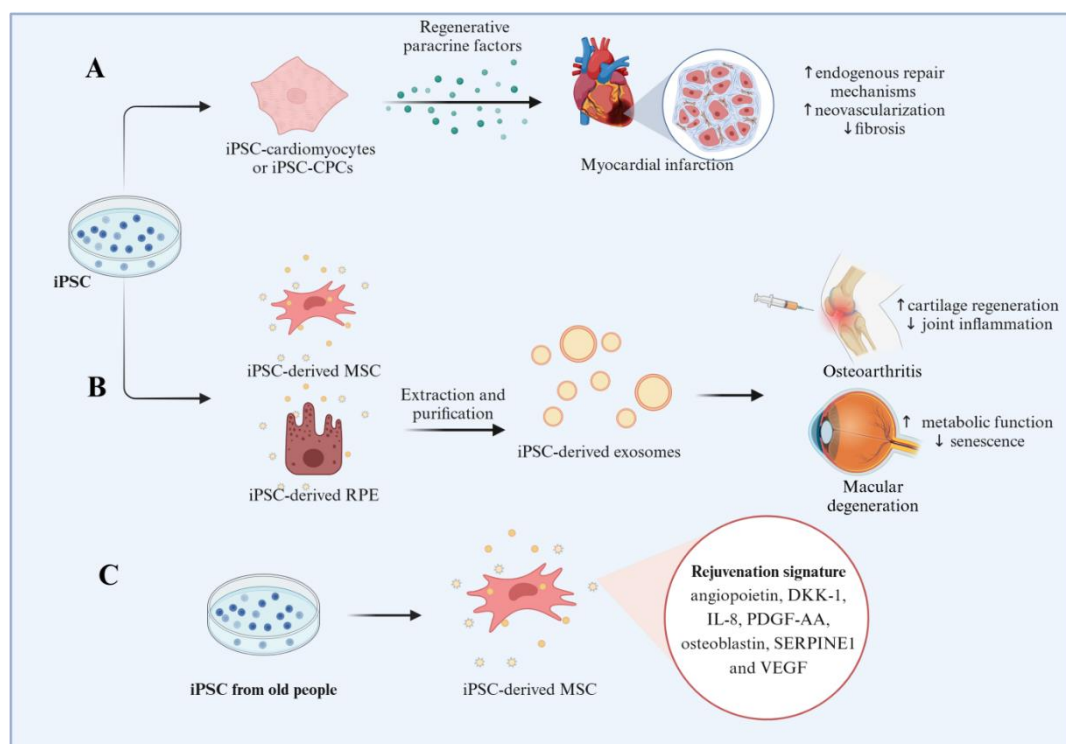 A
Regenerative
paracrine factors
iPSC-cardiomyocytes
or iPSC-CPCs
Myocardial infarction
↑endogenous repair
mechanisms
↑neovascularization
↓fibrosis
iPSC
B
iPSC-derived MSC
iPSC-derived RPE
Extraction and
purification
iPSC-derived exosomes
↑cartilage regeneration
↓ joint inflammation
Osteoarthritis
↑ metabolic function
↓ senescence
Macular
degeneration
C
iPSC from old people
iPSC-derived MSC
Rejuvenation signature
angiopoietin, DKK-1,
IL-8, PDGF-AA,
osteoblastin, SERPINE1
and VEGF